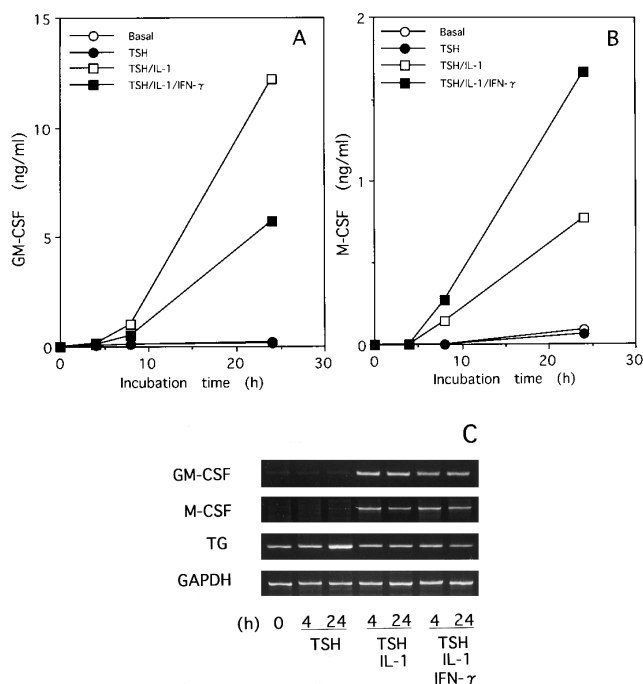 A
Basal
TSH
TSH/IL-1
TSH/IL-1/IFN-γ
GM-CSF (ng/ml)
15
10
5
0
0 10 20 30
Incubation time (h)
B
Basal
TSH
TSH/IL-1
TSH/IL-1/IFN-γ
M-CSF (ng/ml)
2
1
0
0 10 20 30
Incubation time (h)
C
GM-CSF
M-CSF
TG
GAPDH
(h) 0 4 24 4 24 4 24
TSH TSH TSH
IL-1 IL-1
IFN-γ